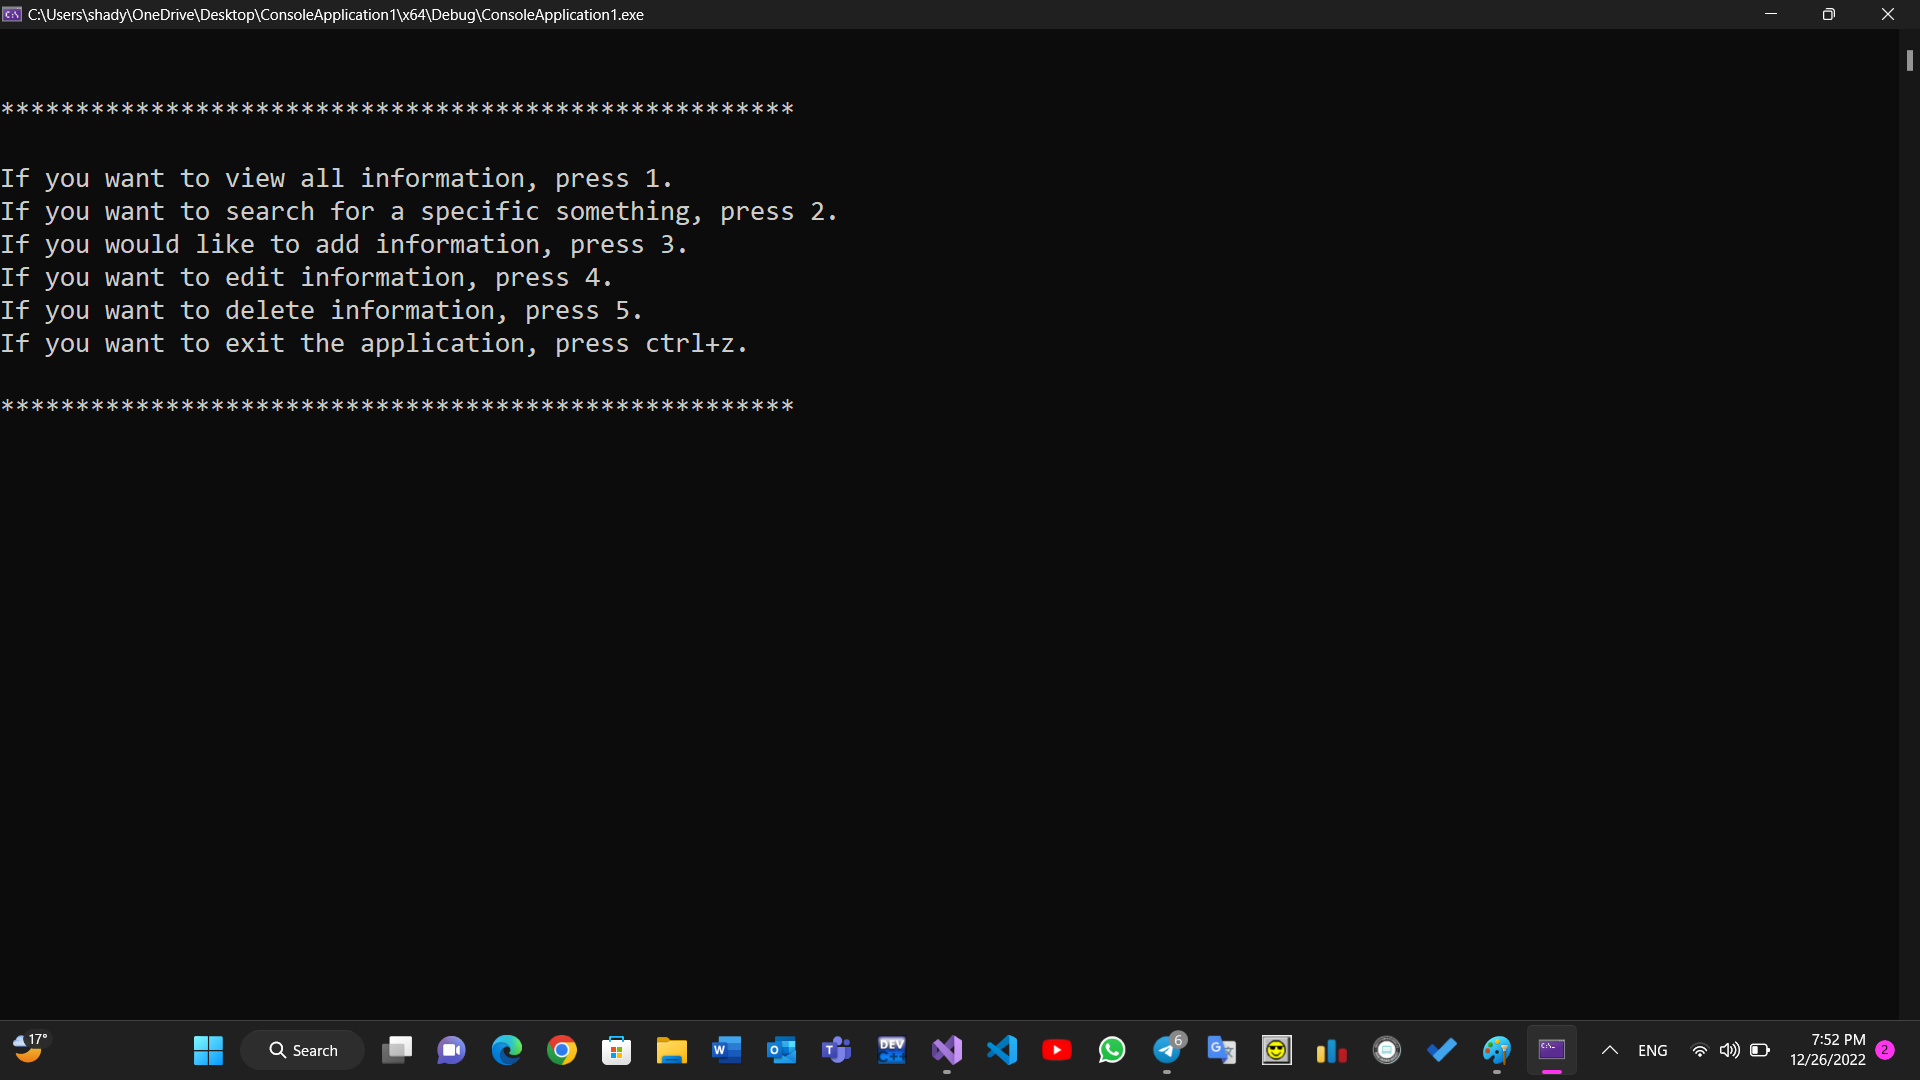 C:\Users\shady\OneDrive\Desktop\ConsoleApplication1\x64\Debug\ConsoleApplication1.exe
*****************************************************
If you want to view all information, press 1.
If you want to search for a specific something, press 2.
If you would like to add information, press 3.
If you want to edit information, press 4.
If you want to delete information, press 5.
If you want to exit the application, press ctrl+z.
*****************************************************
17°
Search
DEV C++
6
ENG
7:52 PM
12/26/2022
2